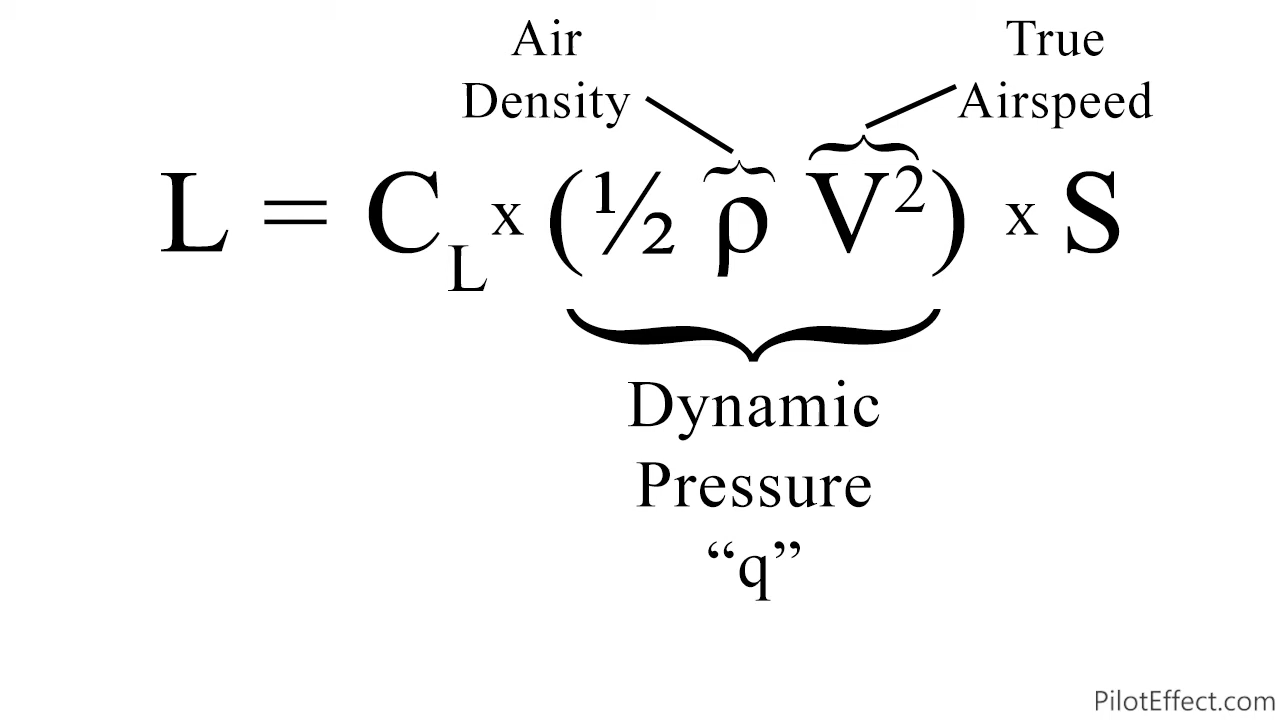 Air
Density
True
Airspeed
L = C_L x (½ ρ V²) x S
Dynamic
Pressure
“q”
PilotEffect.com